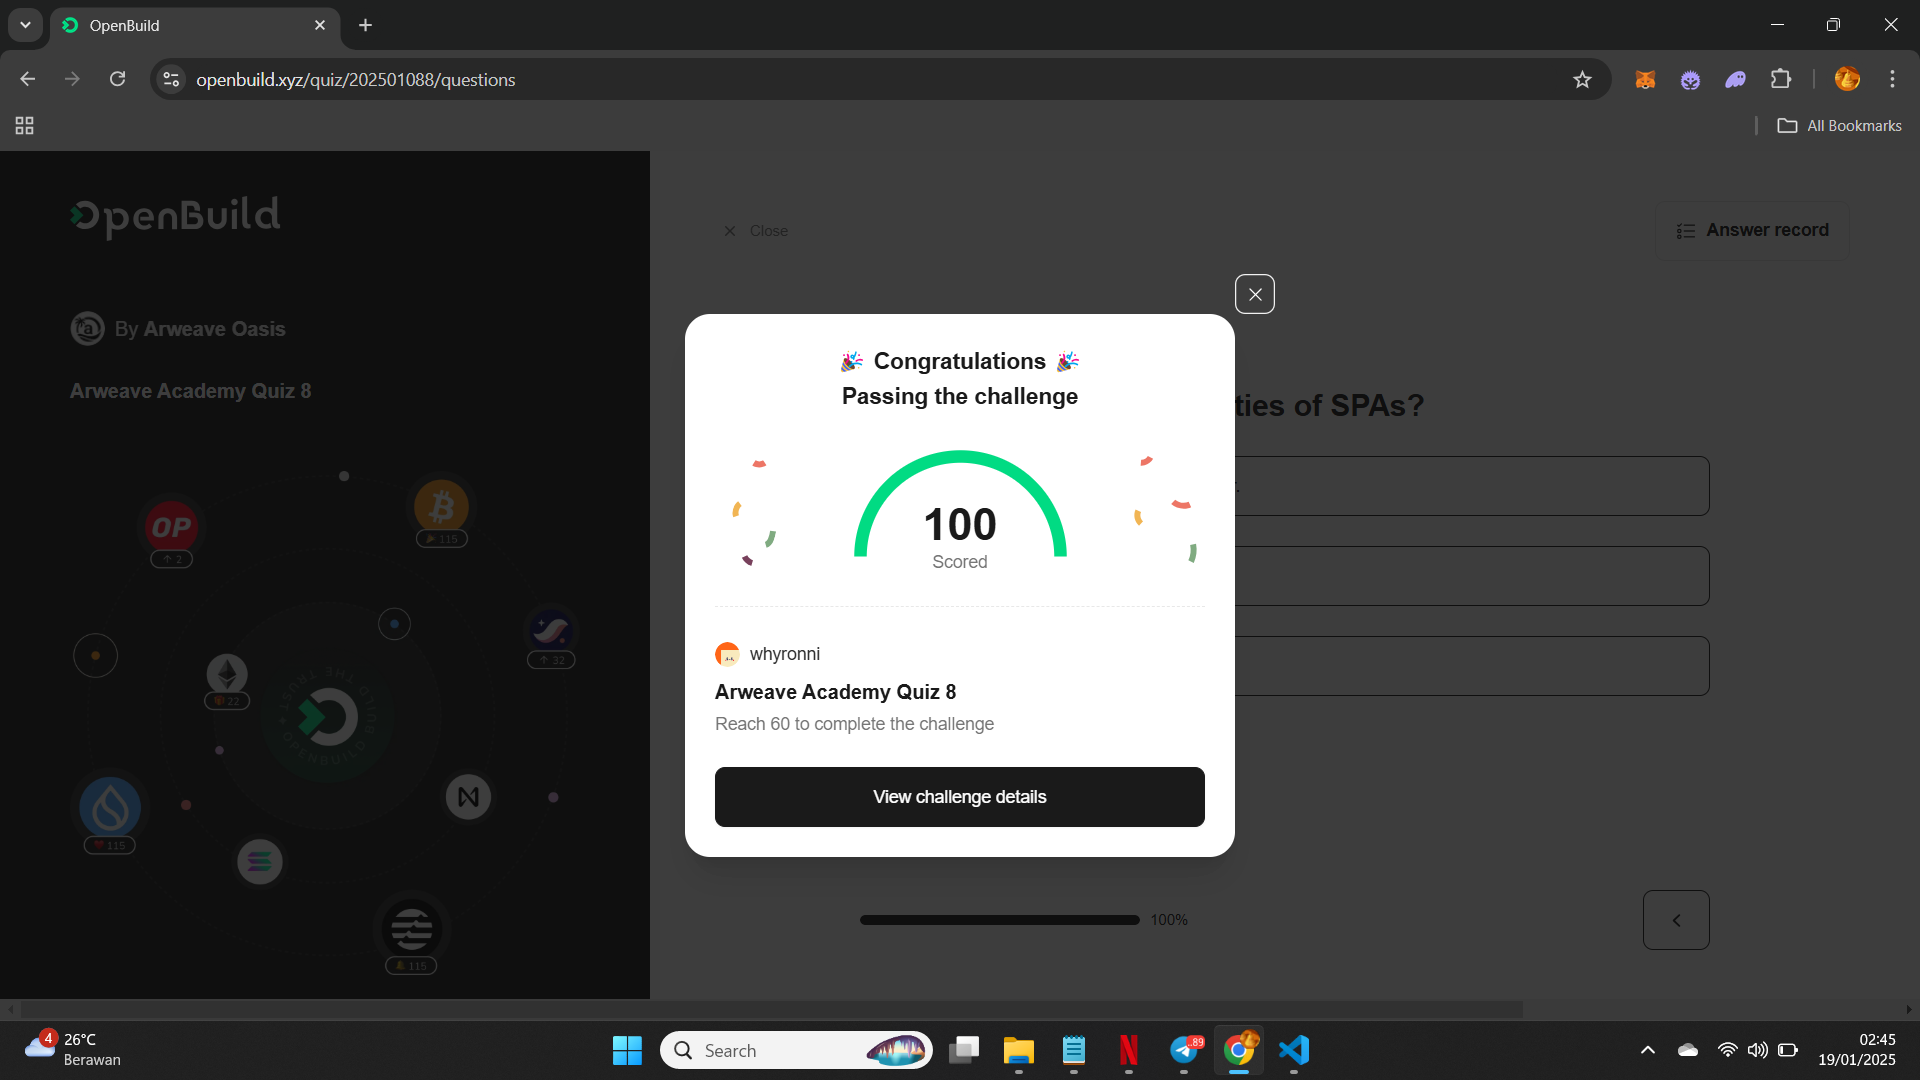 OpenBuild
openbuild.xyz/quiz/202501088/questions
All Bookmarks
OpenBuild
Close
Answer record
By Arweave Oasis
Arweave Academy Quiz 8
🎉 Congratulations 🎉
Passing the challenge
ties of SPAs?
100
Scored
whyronni
Arweave Academy Quiz 8
Reach 60 to complete the challenge
View challenge details
100%
OP
2
115
32
22
115
115
4
26°C
Berawan
Search
.89
02:45
19/01/2025